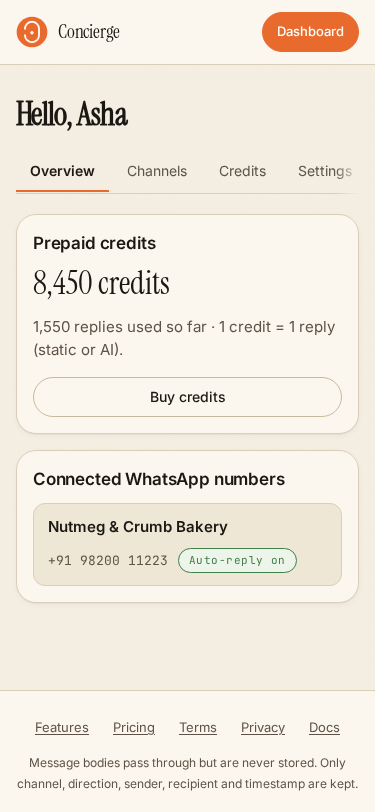 Concierge
Dashboard
Hello, Asha
Overview Channels Credits Settings
Prepaid credits
8,450 credits
1,550 replies used so far · 1 credit = 1 reply
(static or AI).
Buy credits
Connected WhatsApp numbers
Nutmeg & Crumb Bakery
+91 98200 11223 Auto-reply on
Features Pricing Terms Privacy Docs
Message bodies pass through but are never stored. Only
channel, direction, sender, recipient and timestamp are kept.